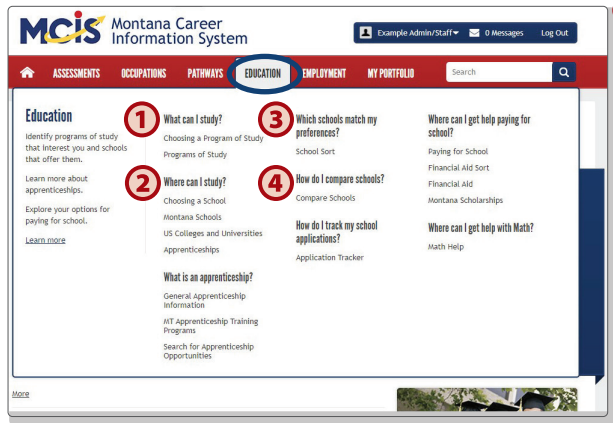 MCIS Montana Career
Information System
Example Admin/Staff
0 Messages
Log Out
ASSESSMENTS
OCCUPATIONS
PATHWAYS
EDUCATION
EMPLOYMENT
MY PORTFOLIO
Search
Education
Identify programs of study
that interest you and schools
that offer them.
Learn more about
apprenticeships.
Explore your options for
paying for school.
Learn more
1
What can I study?
Choosing a Program of Study
Programs of Study
2
Where can I study?
Choosing a School
Montana Schools
US Colleges and Universities
Apprenticeships
What is an apprenticeship?
General Apprenticeship
Information
MT Apprenticeship Training
Programs
Search for Apprenticeship
Opportunities
3
Which schools match my
preferences?
School Sort
4
How do I compare schools?
Compare Schools
How do I track my school
applications?
Application Tracker
Where can I get help paying for
school?
Paying for School
Financial Aid Sort
Financial Aid
Montana Scholarships
Where can I get help with Math?
Math Help
More